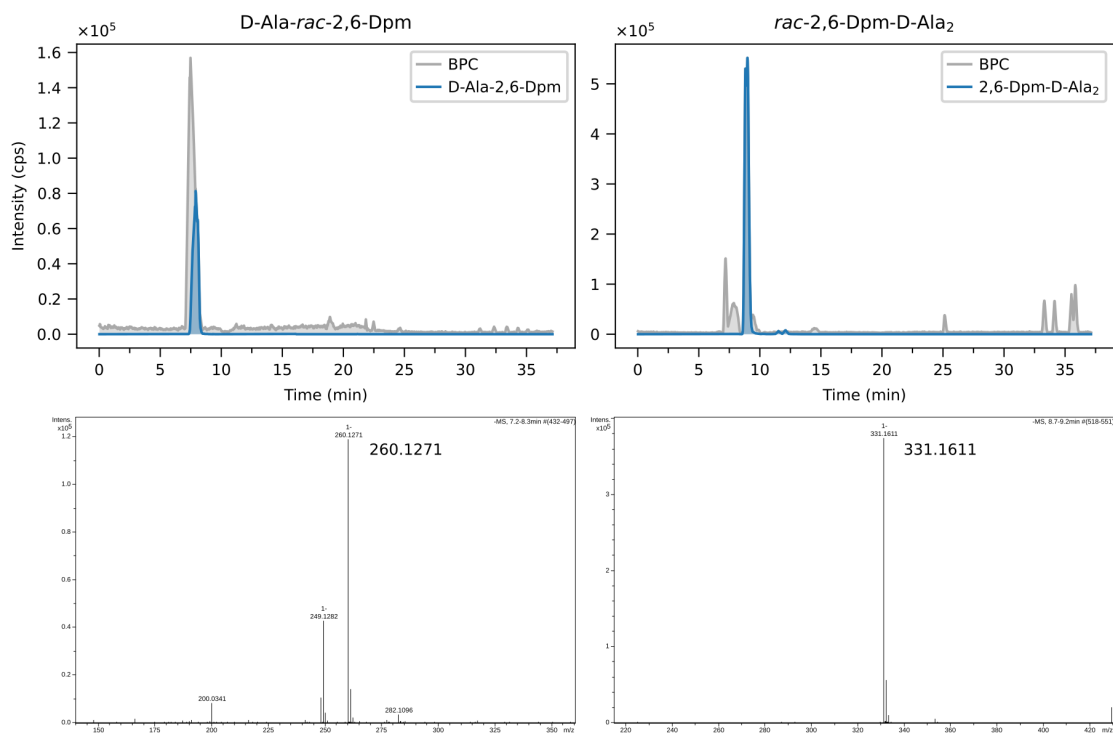 D-Ala-rac-2,6-Dpm
×10⁵
BPC
D-Ala-2,6-Dpm
1.6
1.4
1.2
1.0
0.8
0.6
0.4
0.2
0.0
Intensity (cps)
0 5 10 15 20 25 30 35
Time (min)
rac-2,6-Dpm-D-Ala₂
×10⁵
BPC
2,6-Dpm-D-Ala₂
5
4
3
2
1
0
0 5 10 15 20 25 30 35
Time (min)
Intens.
x10⁵
-MS, 7.2-8.3min #(432-497)
1-
260.1271
260.1271
1-
249.1282
200.0341
282.1096
1.2
1.0
0.8
0.6
0.4
0.2
0.0
150 200 250 300 350 m/z
Intens.
x10⁵
-MS, 8.7-9.2min #(518-551)
1-
331.1611
331.1611
3
2
1
0
220 240 260 280 300 320 340 360 380 400 420 m/z